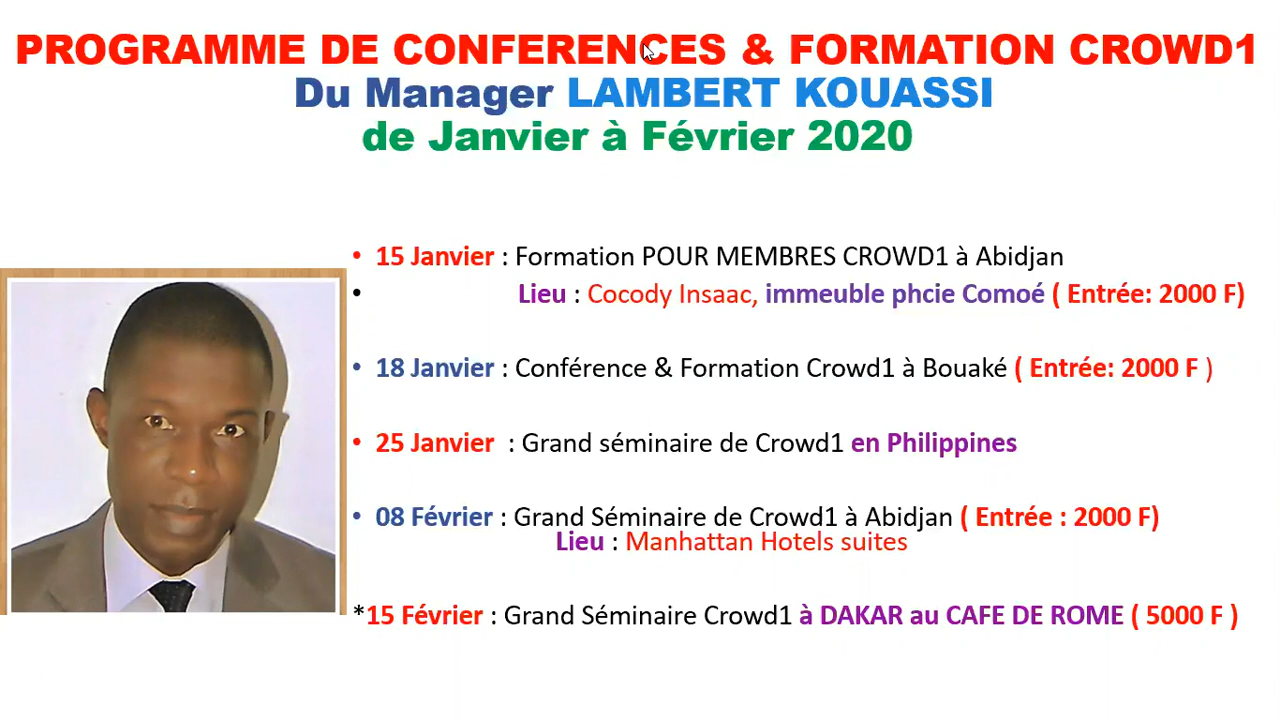 PROGRAMME DE CONFERENCES & FORMATION CROWD1
Du Manager LAMBERT KOUASSI
de Janvier à Février 2020
• 15 Janvier : Formation POUR MEMBRES CROWD1 à Abidjan
• Lieu : Cocody Insaac, immeuble phcie Comoé ( Entrée: 2000 F)
• 18 Janvier : Conférence & Formation Crowd1 à Bouaké ( Entrée: 2000 F )
• 25 Janvier : Grand séminaire de Crowd1 en Philippines
• 08 Février : Grand Séminaire de Crowd1 à Abidjan ( Entrée : 2000 F)
Lieu : Manhattan Hotels suites
*15 Février : Grand Séminaire Crowd1 à DAKAR au CAFE DE ROME ( 5000 F )